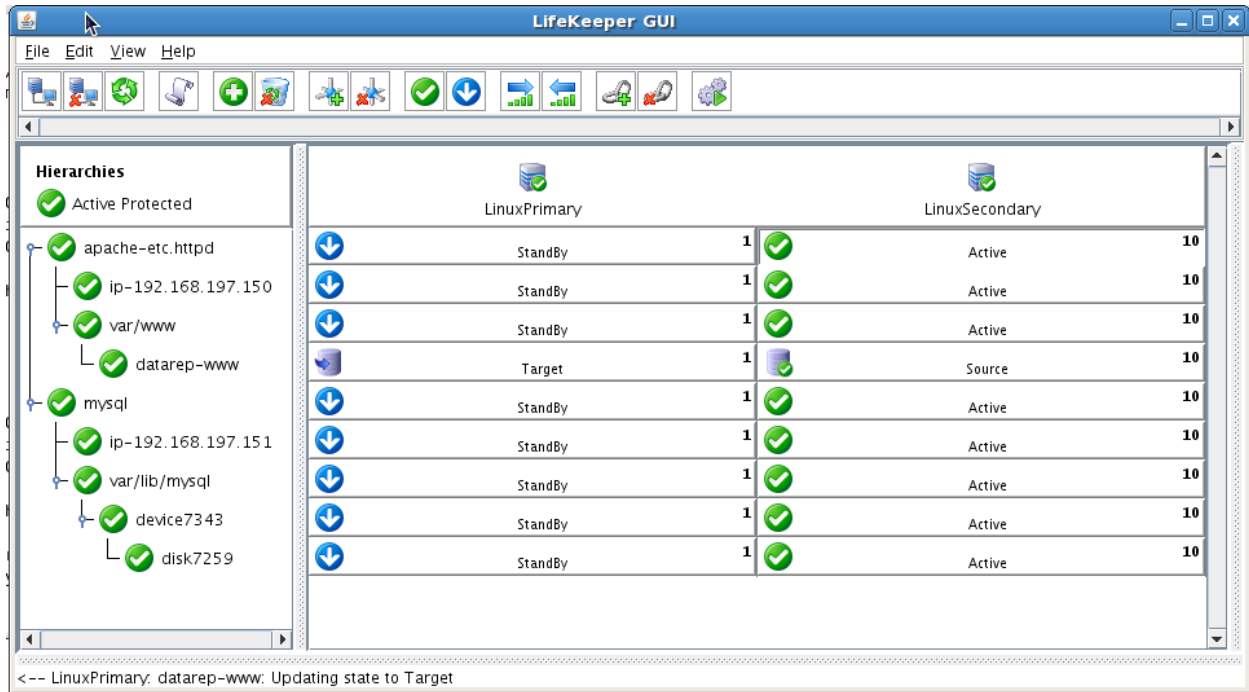 LifeKeeper GUI
File Edit View Help
Hierarchies
Active Protected
LinuxPrimary LinuxSecondary
apache-etc.httpd StandBy 1 Active 10
ip-192.168.197.150 StandBy 1 Active 10
var/www StandBy 1 Active 10
datarep-www Target 1 Source 10
mysql StandBy 1 Active 10
ip-192.168.197.151 StandBy 1 Active 10
var/lib/mysql StandBy 1 Active 10
device7343 StandBy 1 Active 10
disk7259 StandBy 1 Active 10
<-- LinuxPrimary: datarep-www: Updating state to Target